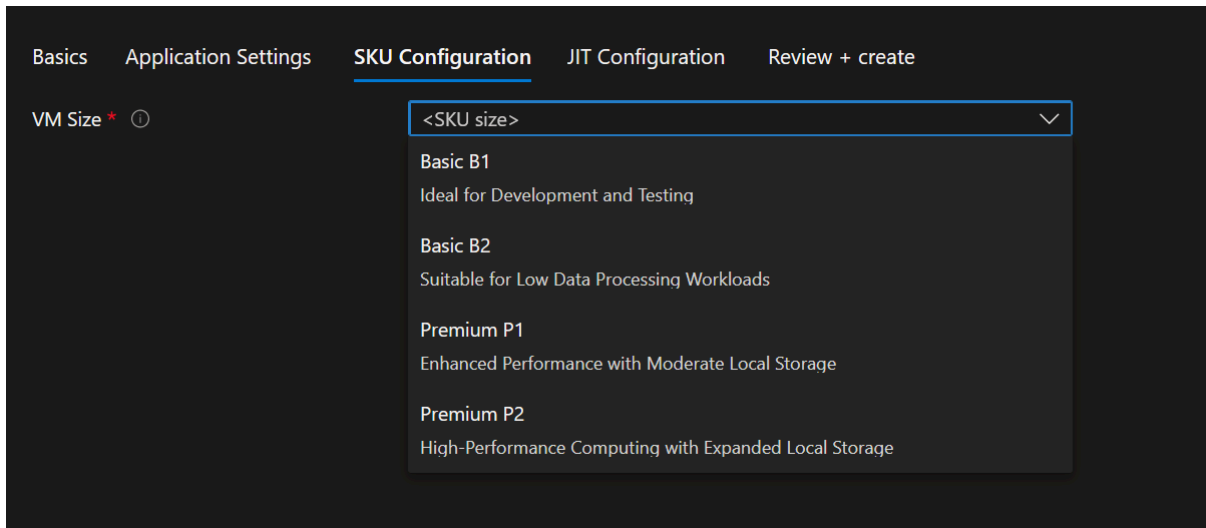 Basics Application Settings SKU Configuration JIT Configuration Review + create
VM Size * <SKU size>
Basic B1
Ideal for Development and Testing
Basic B2
Suitable for Low Data Processing Workloads
Premium P1
Enhanced Performance with Moderate Local Storage
Premium P2
High-Performance Computing with Expanded Local Storage